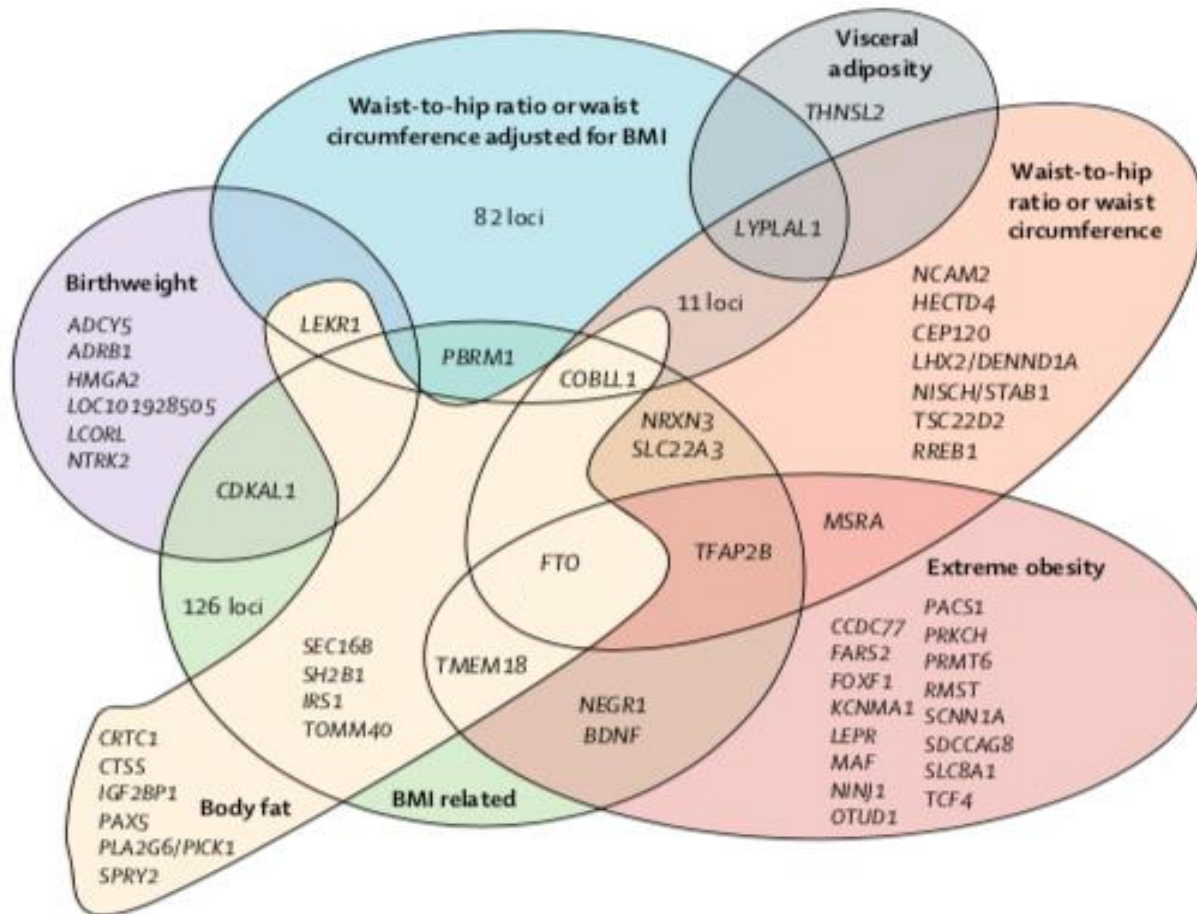 Visceral
adiposity
THNSL2
Waist-to-hip ratio or waist
circumference adjusted for BMI
82 loci
Waist-to-hip
ratio or waist
circumference
LYPLAL1
NCAM2
HECTD4
CEP120
LHX2/DENND1A
NISCH/STAB1
TSC22D2
RREB1
11 loci
Birthweight
ADCY5
ADRB1
HMGA2
LOC101928505
LCORL
NTRK2
LEKR1
PBRM1
COBLL1
NRXN3
SLC22A3
CDKAL1
MSRA
FTO
TFAP2B
Extreme obesity
126 loci
CCDC77
FARS2
FOXF1
KCNMA1
LEPR
MAF
NINJ1
OTUD1
PACS1
PRKCH
PRMT6
RMST
SCNN1A
SDCCAG8
SLC8A1
TCF4
SEC16B
SH2B1
IRS1
TOMM40
TMEM18
NEGR1
BDNF
CRTC1
CTSS
IGF2BP1
PAX5
PLA2G6/PICK1
SPRY2
Body fat
BMI related